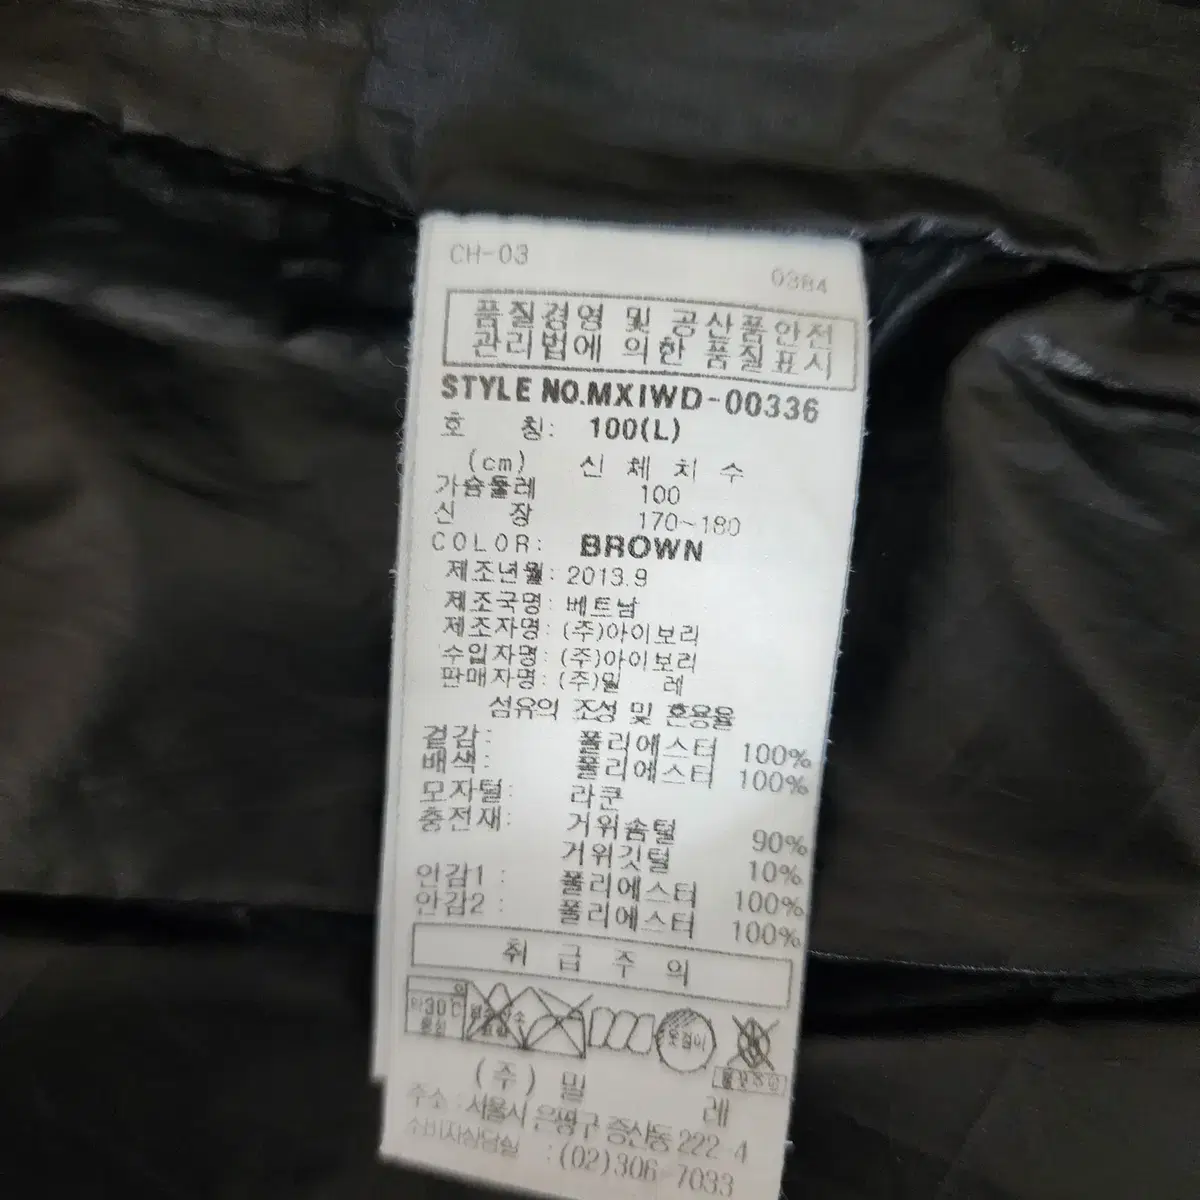 CH-03
0384
품질경영 및 공산품안전
관리법에 의한 품질표시
STYLE NO.MXIWD-00336
호 칭: 100(L)
(cm) 신 체 치 수
가슴둘레 100
신 장 170~180
COLOR: BROWN
제조년월: 2013.9
제조국명: 베트남
제조자명: (주)아이보리
수입자명: (주)아이보리
판매자명: (주)밀 레
섬유의 조성 및 혼용율
겉감: 폴리에스터 100%
배색: 폴리에스터 100%
모자털: 라쿤
충전재: 거위솜털 90%
거위깃털 10%
안감1 : 폴리에스터 100%
안감2 : 폴리에스터 100%
취 급 주 의
약30℃
중성
옷걸이
(주) 밀 레
주소 : 서울시 은평구 증산동 222-4
소비자상담실 : (02)306-7033